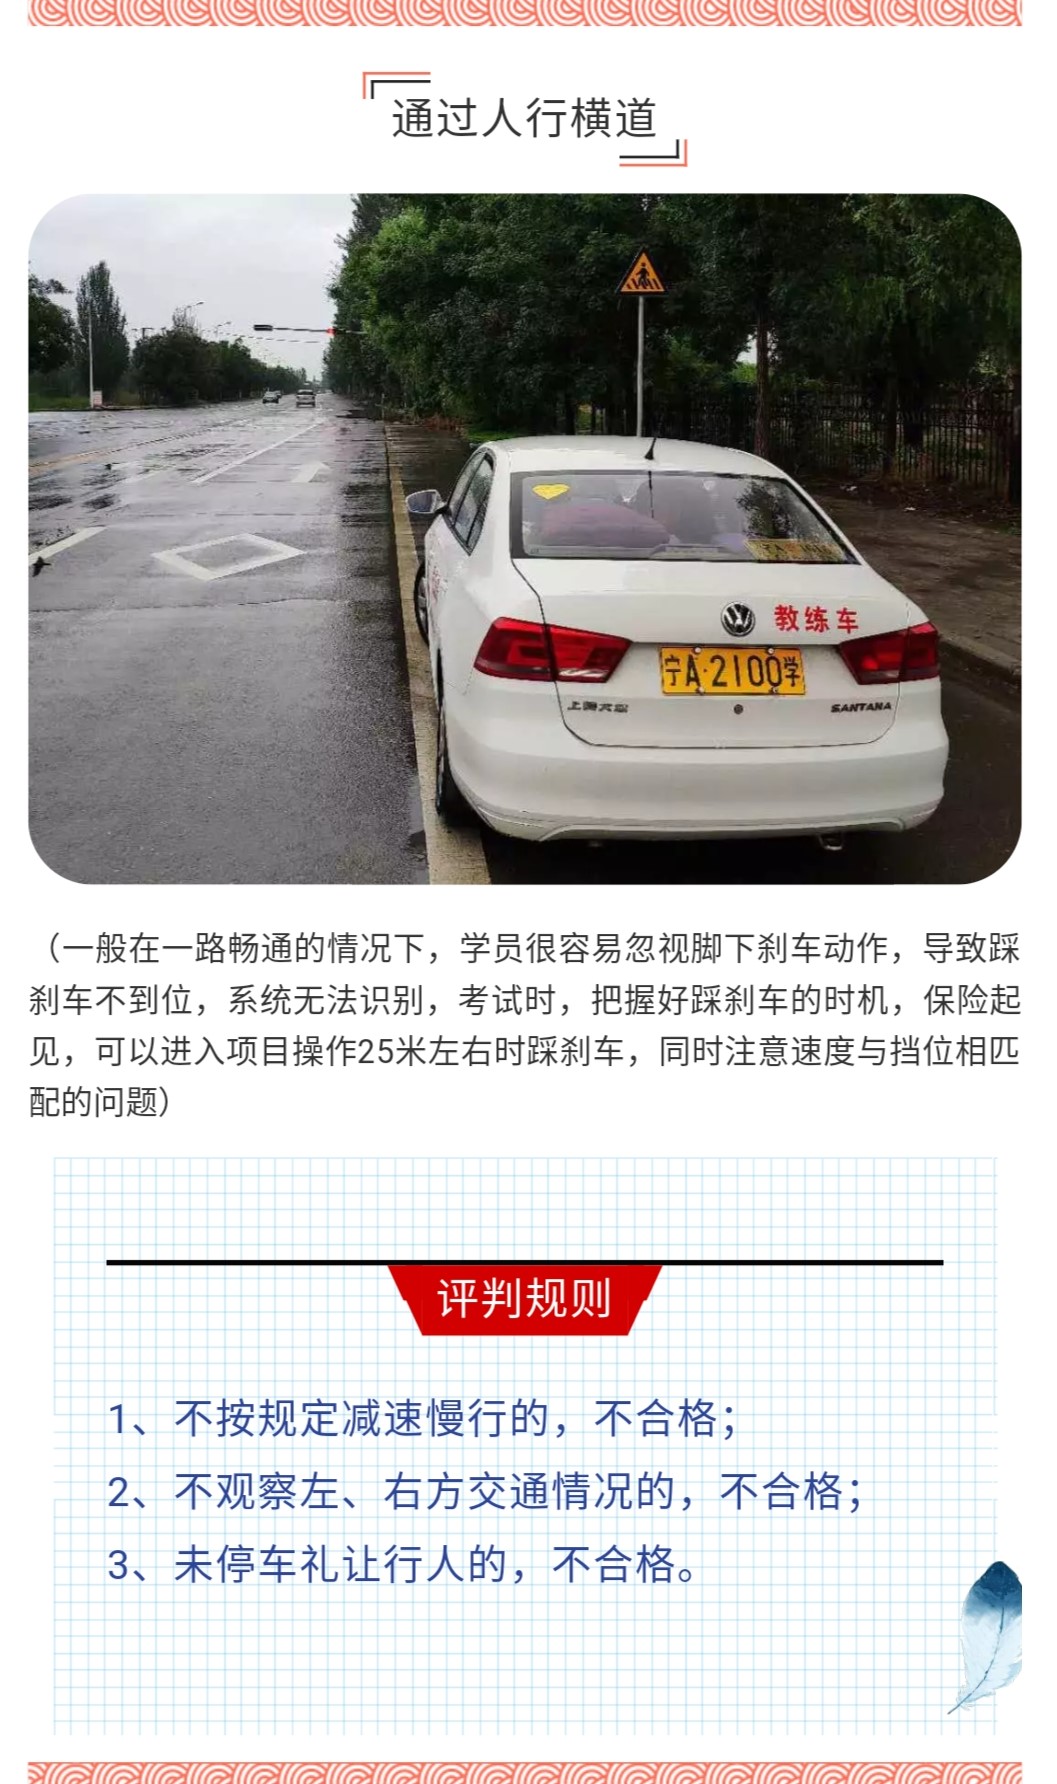 通过人行横道
教练车
宁A·2100学
上海大众
SANTANA
（一般在一路畅通的情况下，学员很容易忽视脚下刹车动作，导致踩
刹车不到位，系统无法识别，考试时，把握好踩刹车的时机，保险起
见，可以进入项目操作25米左右时踩刹车，同时注意速度与挡位相匹
配的问题）
评判规则
1、不按规定减速慢行的，不合格；
2、不观察左、右方交通情况的，不合格；
3、未停车礼让行人的，不合格。